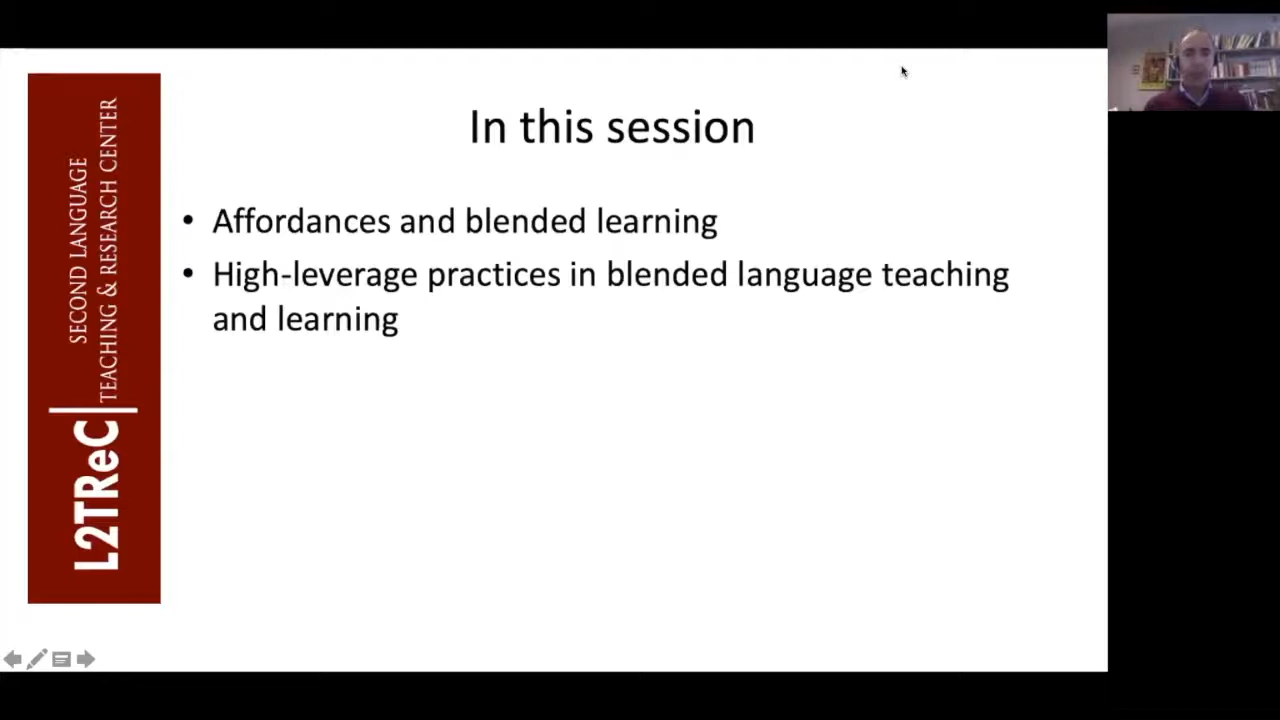 In this session
• Affordances and blended learning
• High-leverage practices in blended language teaching
and learning
L2TReC
SECOND LANGUAGE
TEACHING & RESEARCH CENTER